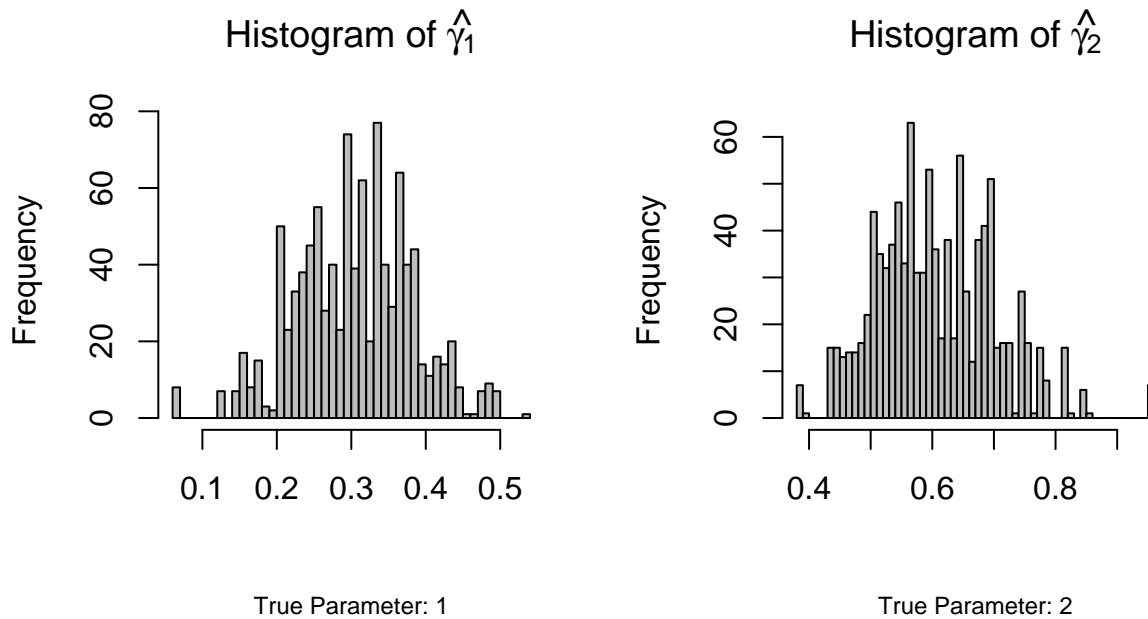 Histogram of γ̂₁
Frequency
0 20 40 60 80
0.1 0.2 0.3 0.4 0.5
True Parameter: 1
Histogram of γ̂₂
Frequency
0 20 40 60
0.4 0.6 0.8
True Parameter: 2